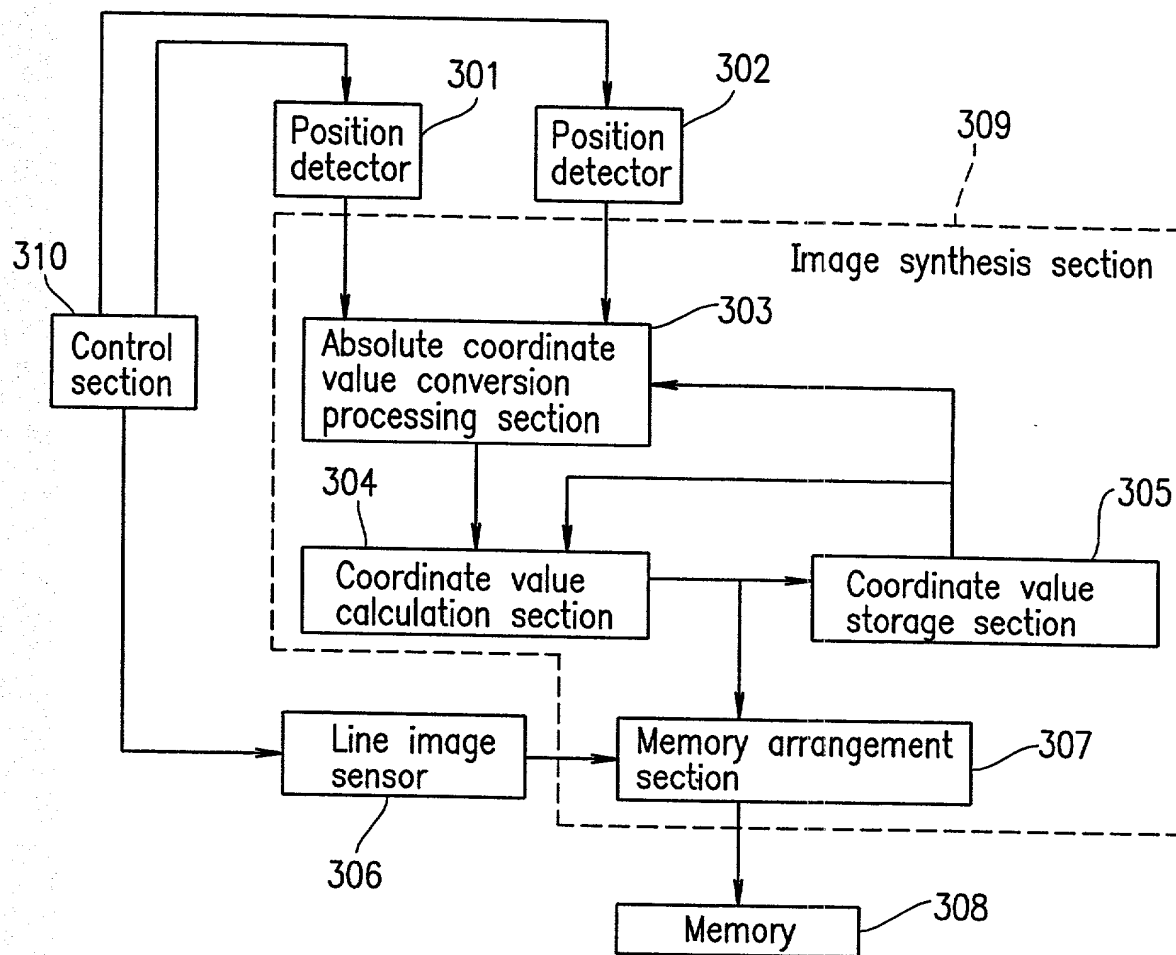 301
302
Position
detector
Position
detector
309
310
Image synthesis section
Control
section
303
Absolute coordinate
value conversion
processing section
304
305
Coordinate value
calculation section
Coordinate value
storage section
Line image
sensor
Memory arrangement
section
307
306
308
Memory